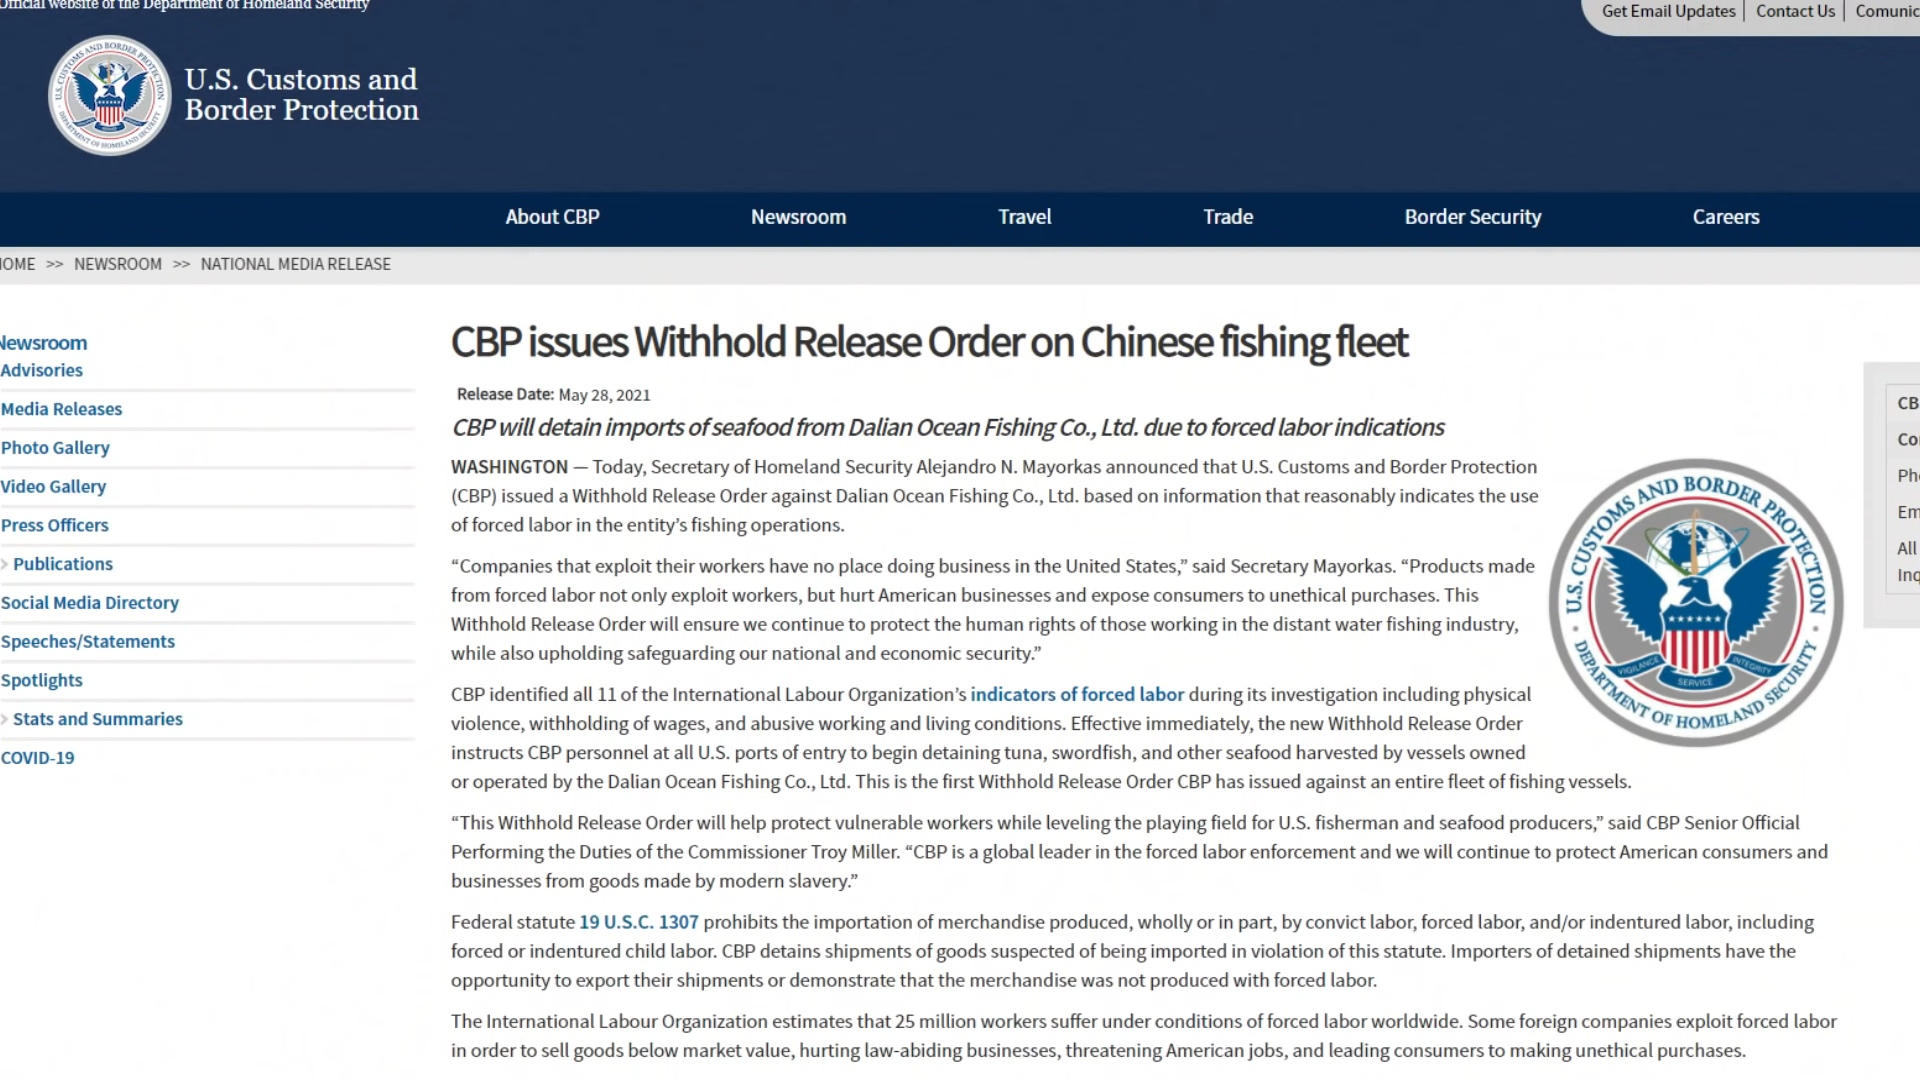 Official website of the Department of Homeland Security
Get Email Updates
Contact Us
U.S. Customs and
Border Protection
About CBP
Newsroom
Travel
Trade
Border Security
Careers
>> NEWSROOM >> NATIONAL MEDIA RELEASE
Newsroom
Advisories
Media Releases
Photo Gallery
Video Gallery
Press Officers
Publications
Social Media Directory
Speeches/Statements
Spotlights
Stats and Summaries
COVID-19
CBP issues Withhold Release Order on Chinese fishing fleet
Release Date: May 28, 2021
CBP will detain imports of seafood from Dalian Ocean Fishing Co., Ltd. due to forced labor indications
WASHINGTON — Today, Secretary of Homeland Security Alejandro N. Mayorkas announced that U.S. Customs and Border Protection
(CBP) issued a Withhold Release Order against Dalian Ocean Fishing Co., Ltd. based on information that reasonably indicates the use
of forced labor in the entity’s fishing operations.
“Companies that exploit their workers have no place doing business in the United States,” said Secretary Mayorkas. “Products made
from forced labor not only exploit workers, but hurt American businesses and expose consumers to unethical purchases. This
Withhold Release Order will ensure we continue to protect the human rights of those working in the distant water fishing industry,
while also upholding safeguarding our national and economic security.”
CBP identified all 11 of the International Labour Organization’s indicators of forced labor during its investigation including physical
violence, withholding of wages, and abusive working and living conditions. Effective immediately, the new Withhold Release Order
instructs CBP personnel at all U.S. ports of entry to begin detaining tuna, swordfish, and other seafood harvested by vessels owned
or operated by the Dalian Ocean Fishing Co., Ltd. This is the first Withhold Release Order CBP has issued against an entire fleet of fishing vessels.
“This Withhold Release Order will help protect vulnerable workers while leveling the playing field for U.S. fisherman and seafood producers,” said CBP Senior Official
Performing the Duties of the Commissioner Troy Miller. “CBP is a global leader in the forced labor enforcement and we will continue to protect American consumers and
businesses from goods made by modern slavery.”
Federal statute 19 U.S.C. 1307 prohibits the importation of merchandise produced, wholly or in part, by convict labor, forced labor, and/or indentured labor, including
forced or indentured child labor. CBP detains shipments of goods suspected of being imported in violation of this statute. Importers of detained shipments have the
opportunity to export their shipments or demonstrate that the merchandise was not produced with forced labor.
The International Labour Organization estimates that 25 million workers suffer under conditions of forced labor worldwide. Some foreign companies exploit forced labor
in order to sell goods below market value, hurting law-abiding businesses, threatening American jobs, and leading consumers to making unethical purchases.
U.S. CUSTOMS AND BORDER PROTECTION
VIGILANCE
SERVICE
INTEGRITY
DEPARTMENT OF HOMELAND SECURITY
All